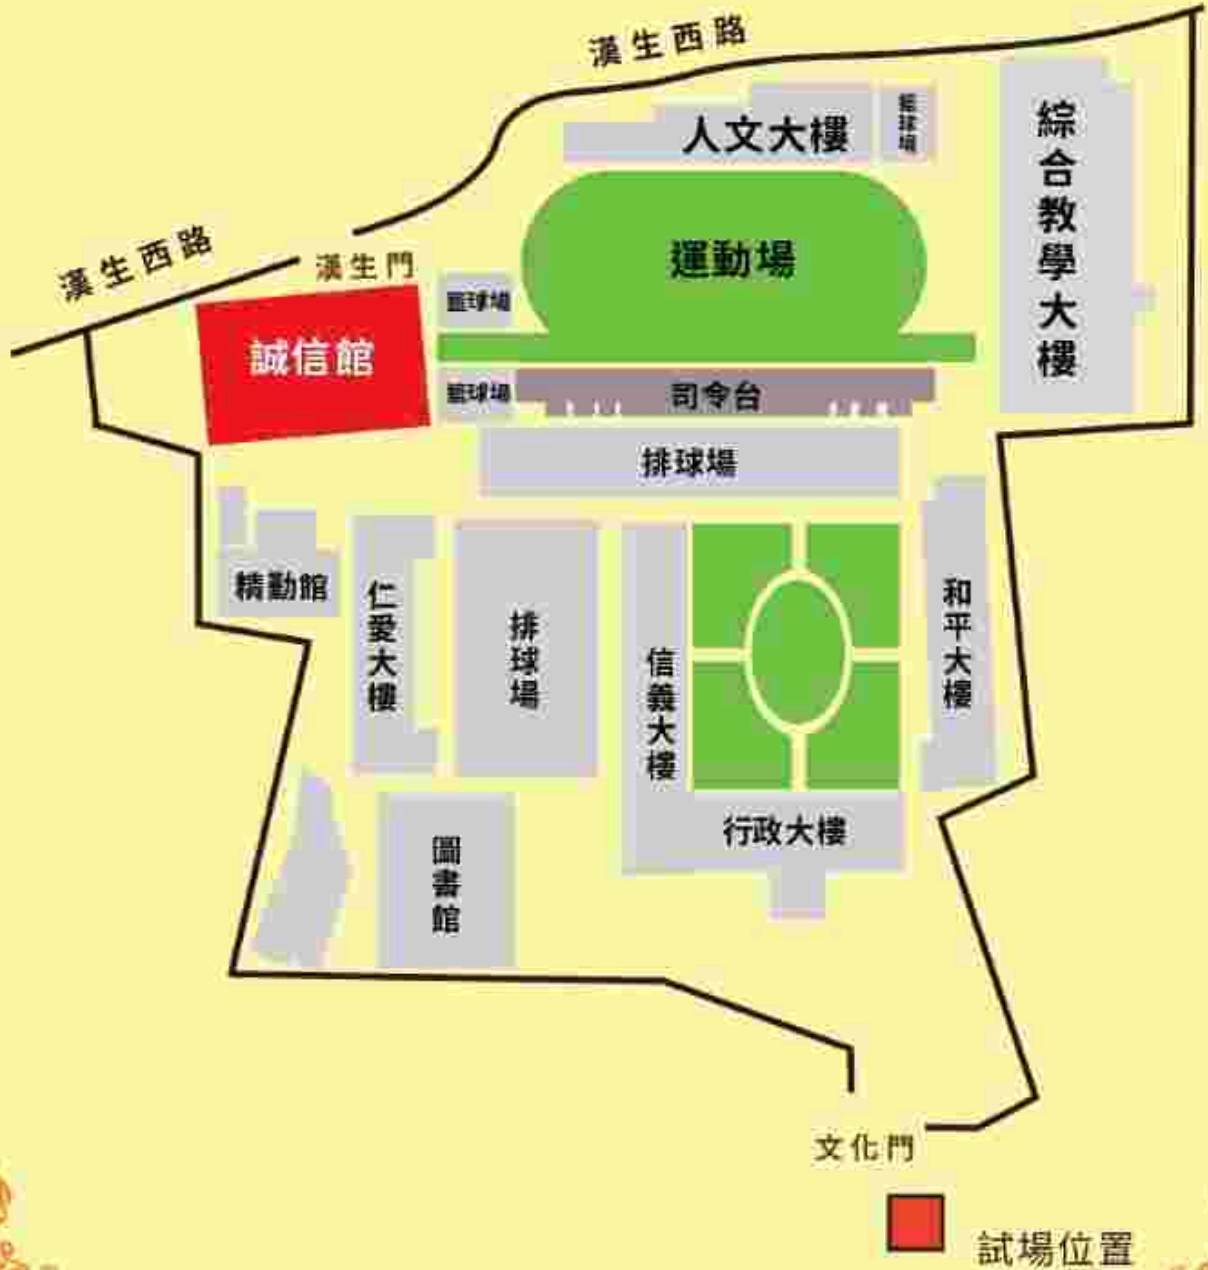 漢生西路
人文大樓
籃球場
綜合教學大樓
運動場
漢生西路
漢生門
籃球場
誠信館
籃球場
司令台
排球場
精勤館
仁愛大樓
排球場
信義大樓
和平大樓
行政大樓
圖書館
文化門
試場位置